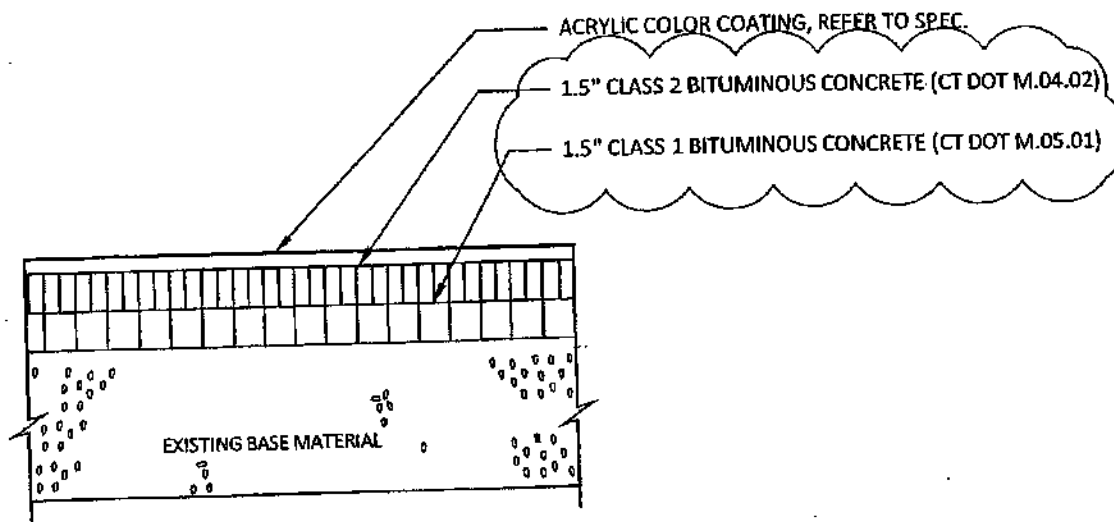 ACRYLIC COLOR COATING, REFER TO SPEC.
1.5" CLASS 2 BITUMINOUS CONCRETE (CT DOT M.04.02)
1.5" CLASS 1 BITUMINOUS CONCRETE (CT DOT M.05.01)
EXISTING BASE MATERIAL